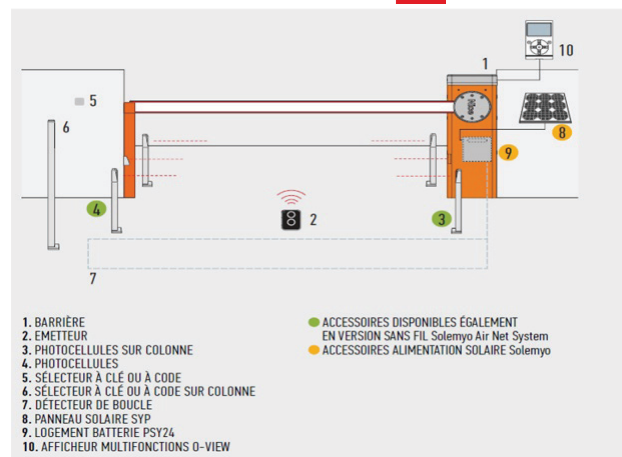 1
10
5
6
8
9
4
2
3
7
1. BARRIÈRE
2. EMETTEUR
3. PHOTOCELLULES SUR COLONNE
4. PHOTOCELLULES
5. SÉLECTEUR À CLÉ OU À CODE
6. SÉLECTEUR À CLÉ OU À CODE SUR COLONNE
7. DÉTECTEUR DE BOUCLE
8. PANNEAU SOLAIRE SYP
9. LOGEMENT BATTERIE PSY24
10. AFFICHEUR MULTIFONCTIONS O-VIEW
ACCESSOIRES DISPONIBLES ÉGALEMENT
EN VERSION SANS FIL Solemyo Air Net System
ACCESSOIRES ALIMENTATION SOLAIRE Solemyo